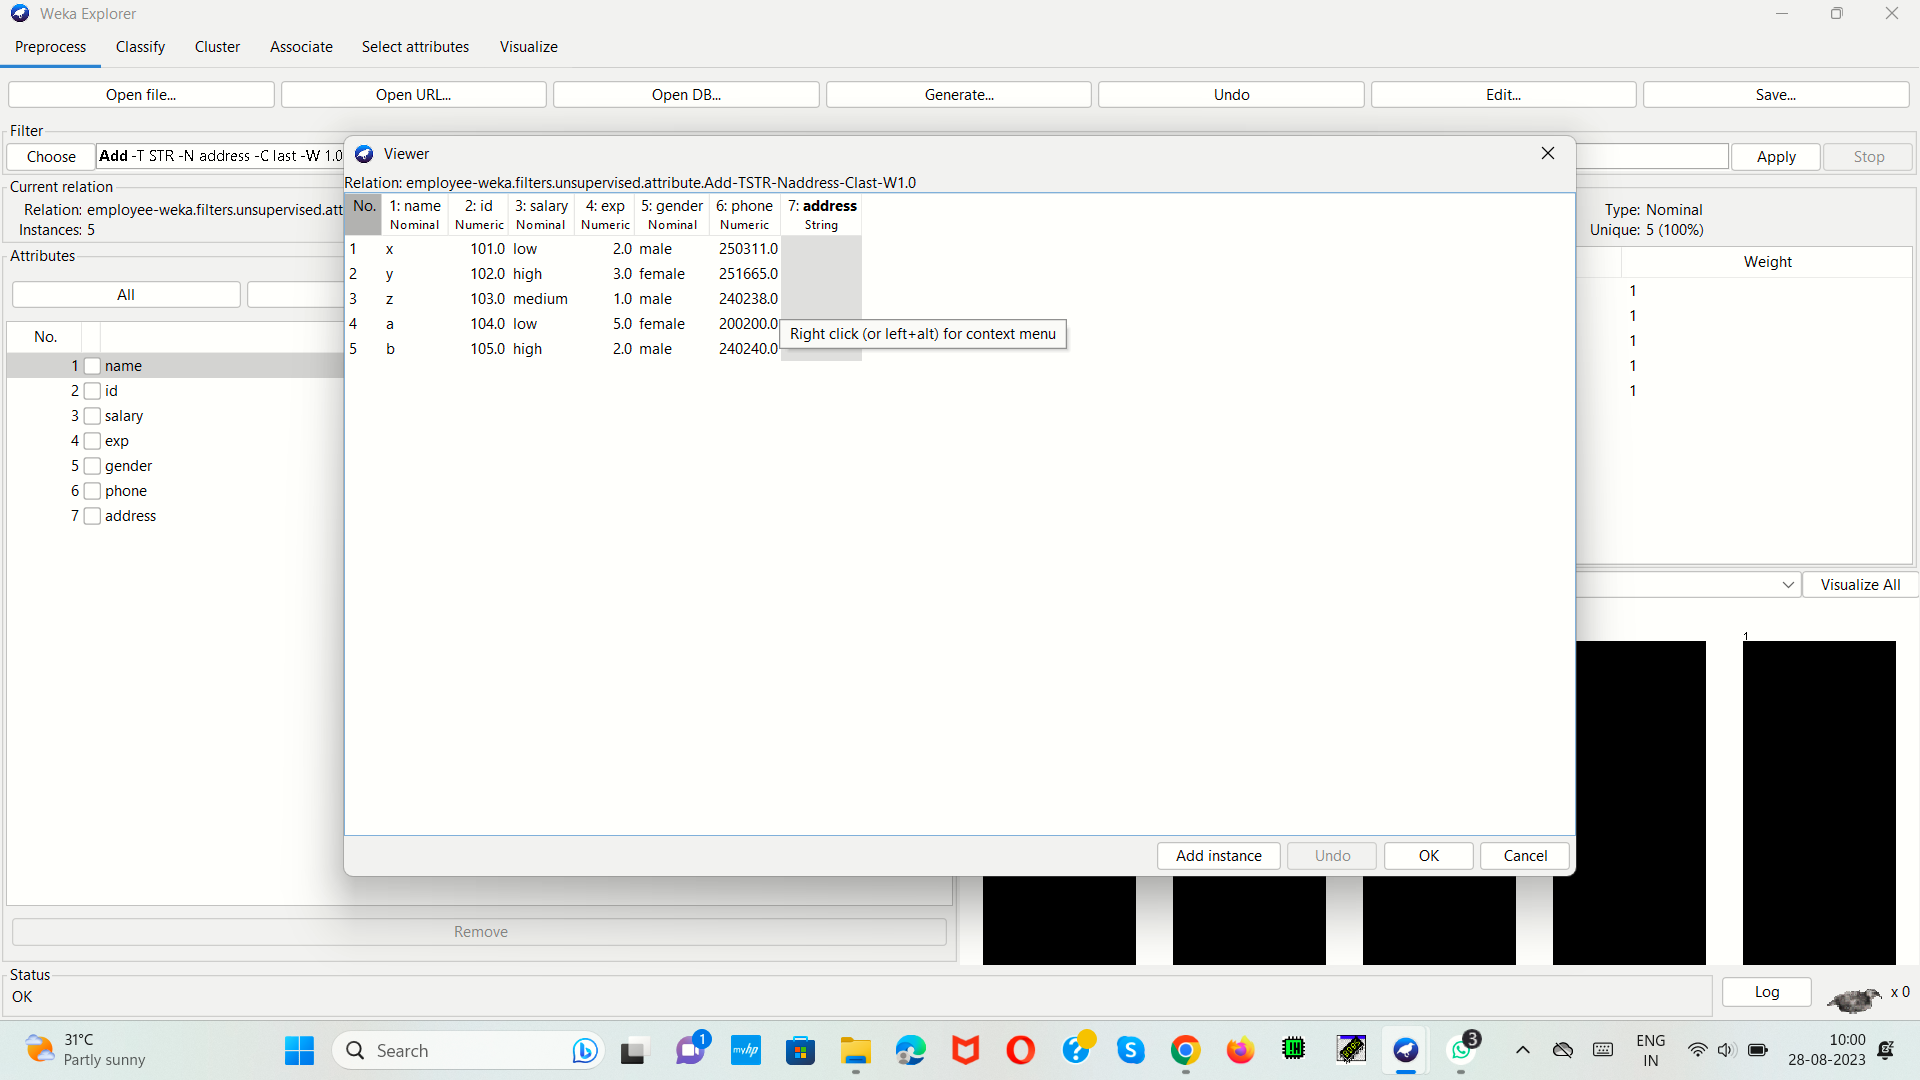 Weka Explorer
Preprocess Classify Cluster Associate Select attributes Visualize
Open file... Open URL... Open DB... Generate... Undo Edit... Save...
Filter
Choose Add -T STR -N address -C last -W 1.0 Apply Stop
Current relation
Relation: employee-weka.filters.unsupervised.att Type: Nominal
Instances: 5 Unique: 5 (100%)
Attributes
All
No.
1 name
2 id
3 salary
4 exp
5 gender
6 phone
7 address
Remove
Viewer
Relation: employee-weka.filters.unsupervised.attribute.Add-TSTR-Naddress-Clast-W1.0
No. 1: name 2: id 3: salary 4: exp 5: gender 6: phone 7: address
Nominal Numeric Nominal Numeric Nominal Numeric String
1 x 101.0 low 2.0 male 250311.0
2 y 102.0 high 3.0 female 251665.0
3 z 103.0 medium 1.0 male 240238.0
4 a 104.0 low 5.0 female 200200.0
5 b 105.0 high 2.0 male 240240.0
Right click (or left+alt) for context menu
Add instance Undo OK Cancel
Weight
1
1
1
1
1
Visualize All
1
Status
OK
Log x 0
31°C
Partly sunny
Search
1
myhp
3
ENG
IN
10:00
28-08-2023